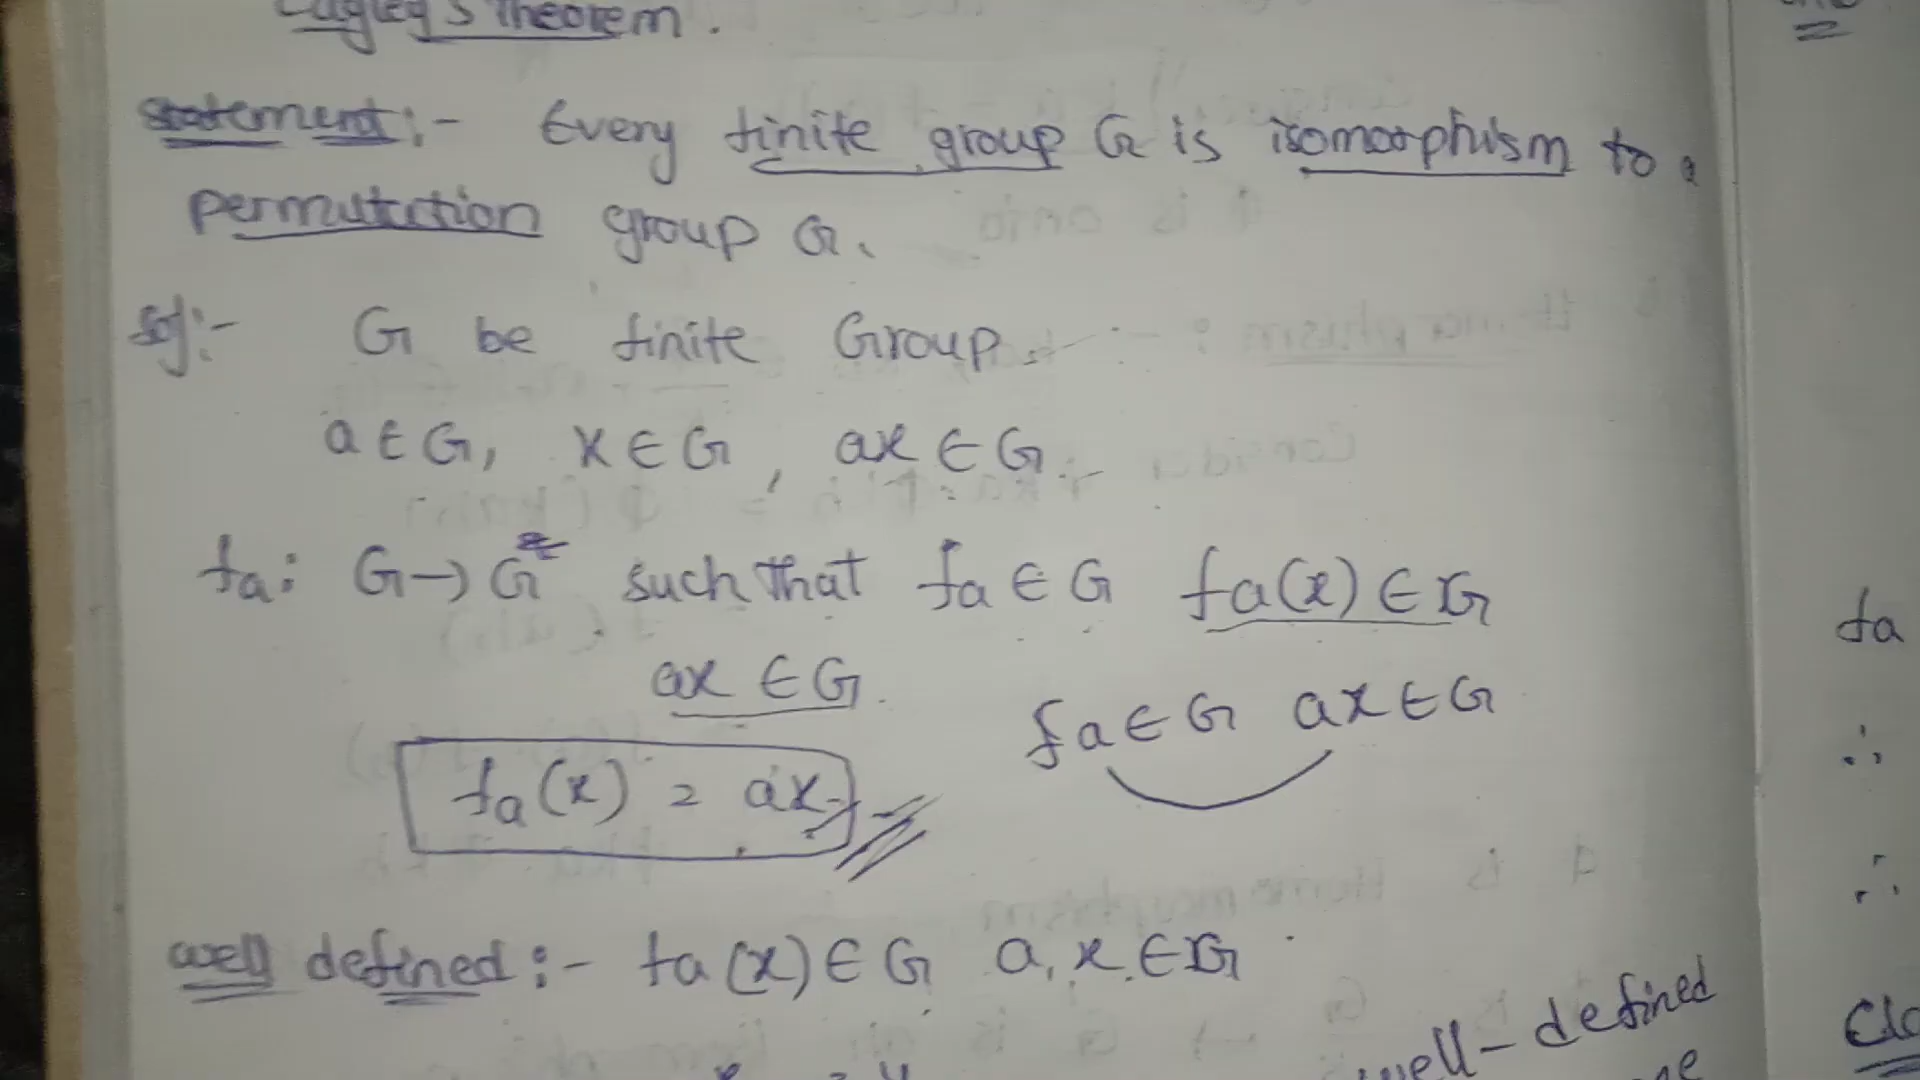 Cayley's Theorem.
statement:- Every finite group G is isomorphism to a
permutation group G.
Sol:- G be finite Group
a ∈ G, x ∈ G, ax ∈ G.
fa: G → G such that fa ∈ G fa(x) ∈ G
ax ∈ G. fa ∈ G ax ∈ G
fa(x) = ax
well defined:- fa(x) ∈ G a, x ∈ G
well-defined
fa
∴
∴